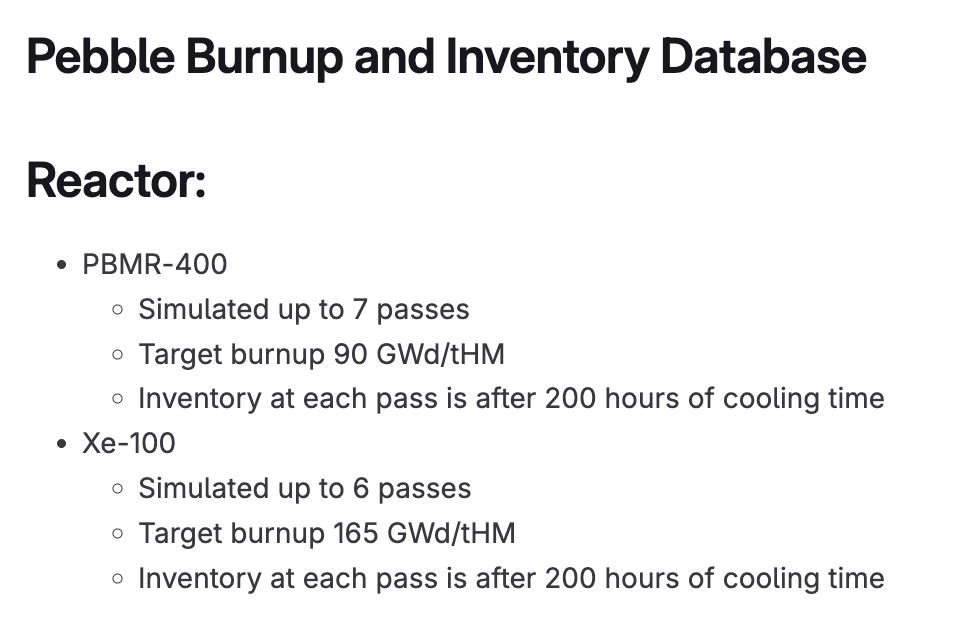 Pebble Burnup and Inventory Database
Reactor:
• PBMR-400
◦ Simulated up to 7 passes
◦ Target burnup 90 GWd/tHM
◦ Inventory at each pass is after 200 hours of cooling time
• Xe-100
◦ Simulated up to 6 passes
◦ Target burnup 165 GWd/tHM
◦ Inventory at each pass is after 200 hours of cooling time